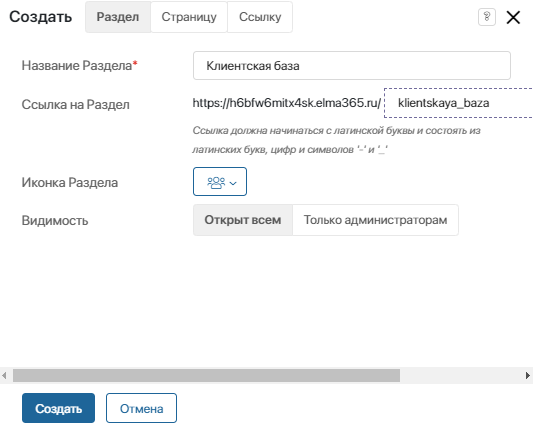 Создать Раздел Страницу Ссылку ?
Название Раздела* Клиентская база
Ссылка на Раздел https://h6bfw6mitx4sk.elma365.ru/ klientskaya_baza
Ссылка должна начинаться с латинской буквы и состоять из
латинских букв, цифр и символов '-' и '_'
Иконка Раздела
Видимость Открыт всем Только администраторам
Создать Отмена